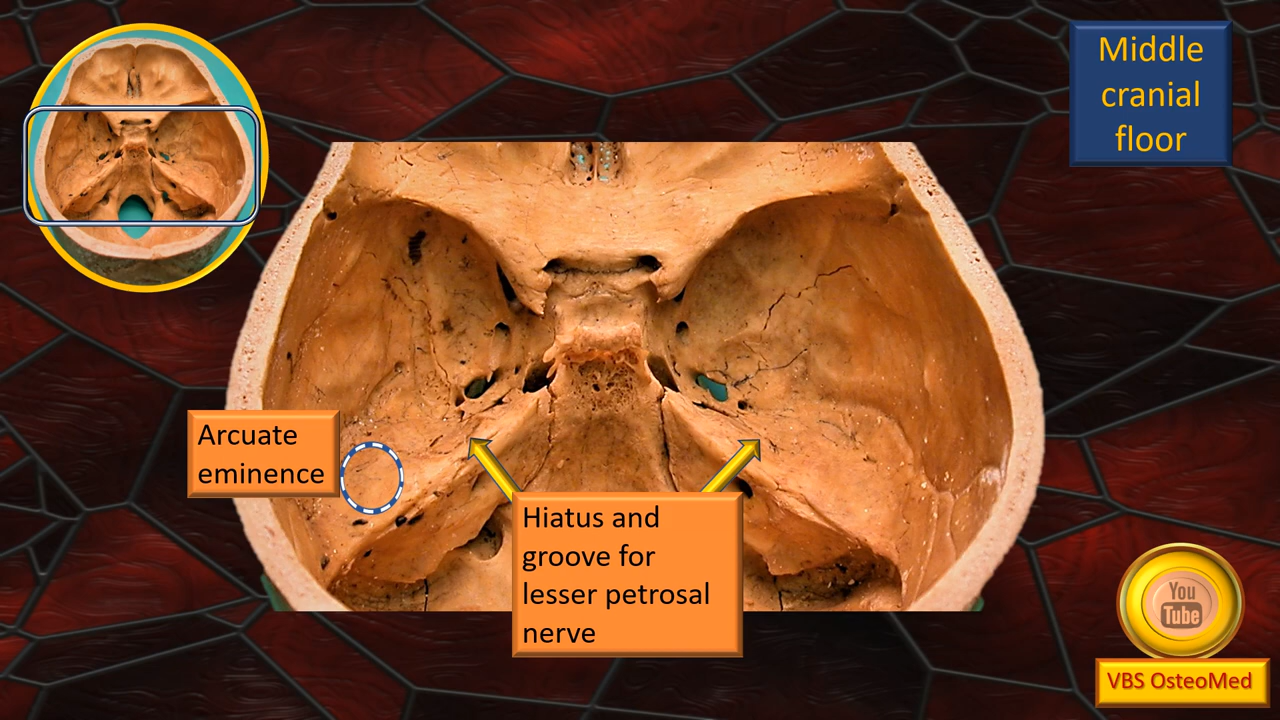 Middle
cranial
floor
Arcuate
eminence
Hiatus and
groove for
lesser petrosal
nerve
You
Tube
VBS OsteoMed